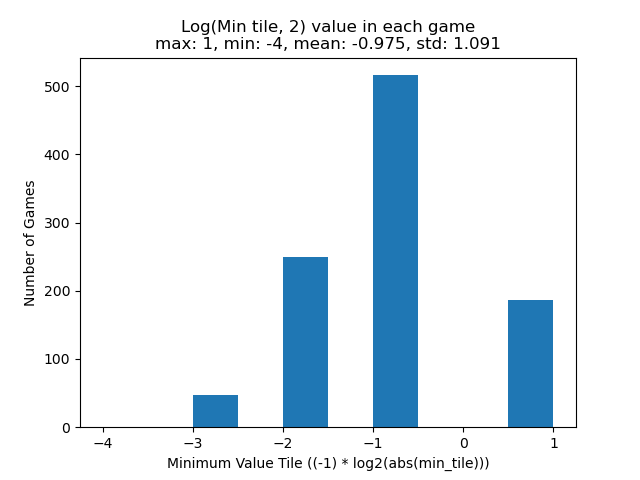 Log(Min tile, 2) value in each game
max: 1, min: -4, mean: -0.975, std: 1.091
500
400
300
200
100
0
Number of Games
−4 −3 −2 −1 0 1
Minimum Value Tile ((-1) * log2(abs(min_tile)))